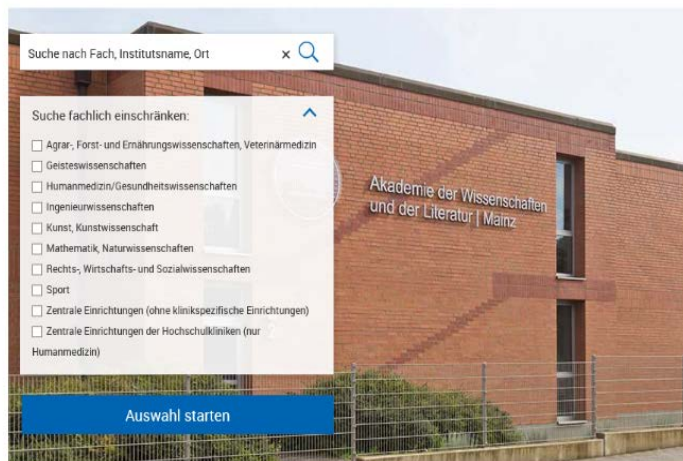 Suche nach Fach, Institutsname, Ort
Suche fachlich einschränken:
Agrar-, Forst- und Ernährungswissenschaften, Veterinärmedizin
Geisteswissenschaften
Humanmedizin/Gesundheitswissenschaften
Ingenieurwissenschaften
Kunst, Kunstwissenschaft
Mathematik, Naturwissenschaften
Rechts-, Wirtschafts- und Sozialwissenschaften
Sport
Zentrale Einrichtungen (ohne klinikspezifische Einrichtungen)
Zentrale Einrichtungen der Hochschulkliniken (nur
Humanmedizin)
Auswahl starten
Akademie der Wissenschaften
und der Literatur | Mainz